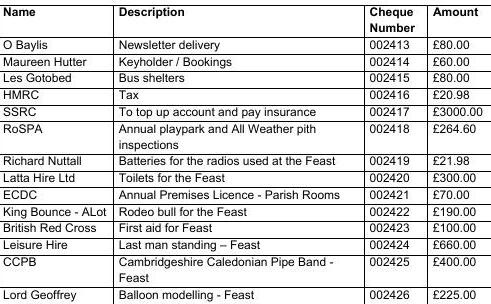 Name Description Cheque Number Amount
O Baylis Newsletter delivery 002413 £80.00
Maureen Hutter Keyholder / Bookings 002414 £60.00
Les Gotobed Bus shelters 002415 £80.00
HMRC Tax 002416 £20.98
SSRC To top up account and pay insurance 002417 £3000.00
RoSPA Annual playpark and All Weather pith 002418 £264.60
inspections
Richard Nuttall Batteries for the radios used at the Feast 002419 £21.98
Latta Hire Ltd Toilets for the Feast 002420 £300.00
ECDC Annual Premises Licence - Parish Rooms 002421 £70.00
King Bounce - ALot Rodeo bull for the Feast 002422 £190.00
British Red Cross First aid for Feast 002423 £100.00
Leisure Hire Last man standing – Feast 002424 £660.00
CCPB Cambridgeshire Caledonian Pipe Band - 002425 £400.00
Feast
Lord Geoffrey Balloon modelling - Feast 002426 £225.00